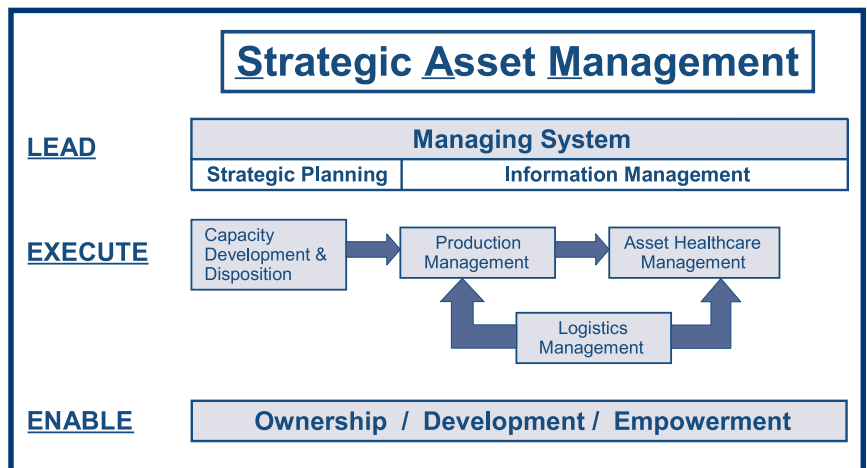 Strategic Asset Management
LEAD
Managing System
Strategic Planning
Information Management
EXECUTE
Capacity
Development &
Disposition
Production
Management
Asset Healthcare
Management
Logistics
Management
ENABLE
Ownership / Development / Empowerment